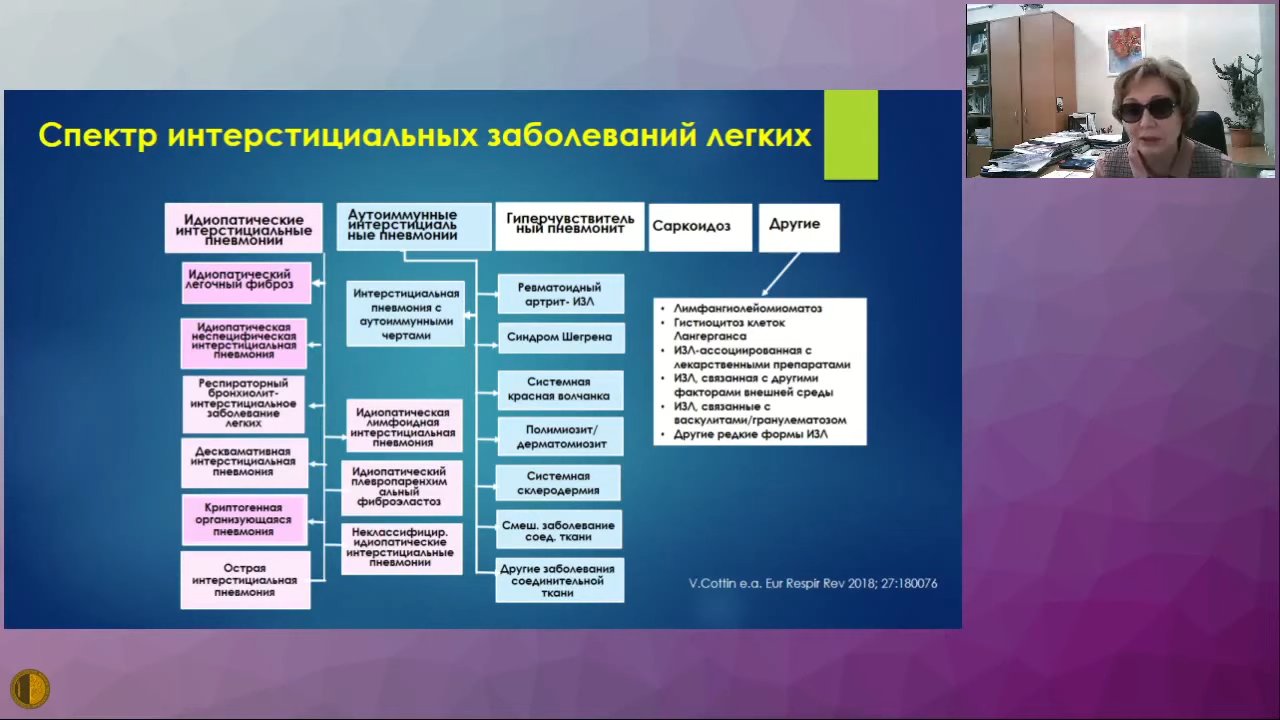 Спектр интерстициальных заболеваний легких
Идиопатические
интерстициальные
пневмонии
Аутоиммунные
интерстициаль
ные пневмонии
Гиперчувствитель
ный пневмонит
Саркоидоз
Другие
Идиопатический
легочный фиброз
Идиопатическая
неспецифическая
интерстициальная
пневмония
Респираторный
бронхиолит-
интерстициальное
заболевание
легких
Десквамативная
интерстициальная
пневмония
Криптогенная
организующаяся
пневмония
Острая
интерстициальная
пневмония
Интерстициальная
пневмония с
аутоиммунными
чертами
Идиопатическая
лимфоидная
интерстициальная
пневмония
Идиопатический
плевропаренхим
альный
фиброэластоз
Неклассифицир.
идиопатические
интерстициальные
пневмонии
Ревматоидный
артрит- ИЗЛ
Синдром Шегрена
Системная
красная волчанка
Полимиозит/
дерматомиозит
Системная
склеродермия
Смеш. заболевание
соед. ткани
Другие заболевания
соединительной
ткани
• Лимфангиолейомиоматоз
• Гистиоцитоз клеток
Лангерганса
• ИЗЛ-ассоциированная с
лекарственными препаратами
• ИЗЛ, связанная с другими
факторами внешней среды
• ИЗЛ, связанные с
васкулитами/гранулематозом
• Другие редкие формы ИЗЛ
V.Cottin e.a. Eur Respir Rev 2018; 27:180076